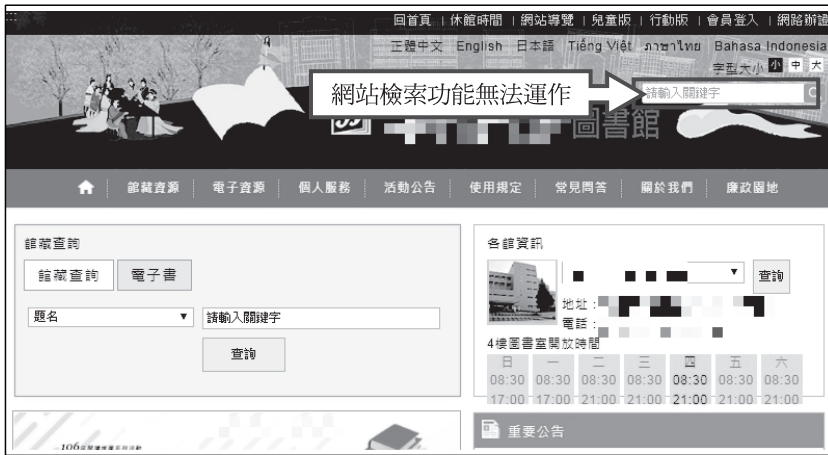 回首頁 | 休館時間 | 網站導覽 | 兒童版 | 行動版 | 會員登入 | 網路辦證
正體中文 English 日本語 Tiếng Việt ภาษาไทย Bahasa Indonesia
字型大小 小 中 大
網站檢索功能無法運作
請輸入關鍵字
圖書館
館藏資源 電子資源 個人服務 活動公告 使用規定 常見問答 關於我們 廉政園地
館藏查詢
館藏查詢 電子書
題名 請輸入關鍵字
查詢
各館資訊
查詢
地址:
電話:
4樓圖書室開放時間
日 一 二 三 四 五 六
08:30 08:30 08:30 08:30 08:30 08:30 08:30
17:00 17:00 21:00 21:00 21:00 21:00 21:00
重要公告